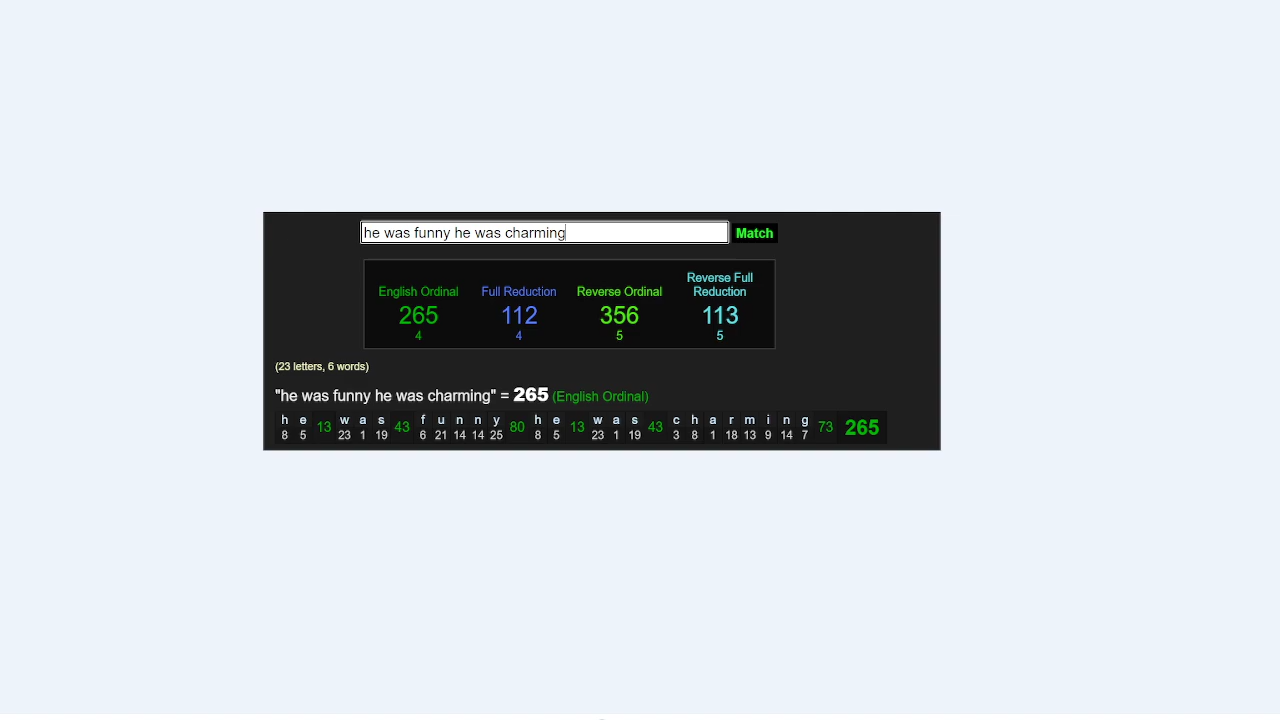 he was funny he was charming Match
English Ordinal Full Reduction Reverse Ordinal Reverse Full Reduction
265 112 356 113
4 4 5 5
(23 letters, 6 words)
"he was funny he was charming" = 265 (English Ordinal)
h e 13 w a s 43 f u n n y 80 h e 13 w a s 43 c h a r m i n g 73 265
8 5 23 1 19 6 21 14 14 25 8 5 23 1 19 3 8 1 18 13 9 14 7